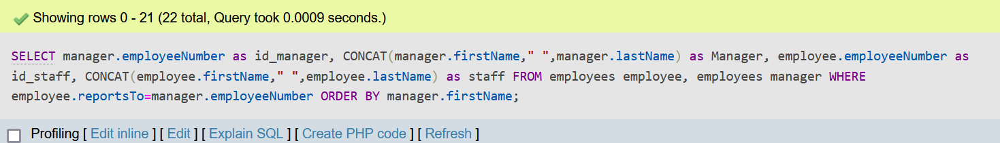 Showing rows 0 - 21 (22 total, Query took 0.0009 seconds.)
SELECT manager.employeeNumber as id_manager, CONCAT(manager.firstName," ",manager.lastName) as Manager, employee.employeeNumber as
id_staff, CONCAT(employee.firstName," ",employee.lastName) as staff FROM employees employee, employees manager WHERE
employee.reportsTo=manager.employeeNumber ORDER BY manager.firstName;
Profiling [ Edit inline ] [ Edit ] [ Explain SQL ] [ Create PHP code ] [ Refresh ]